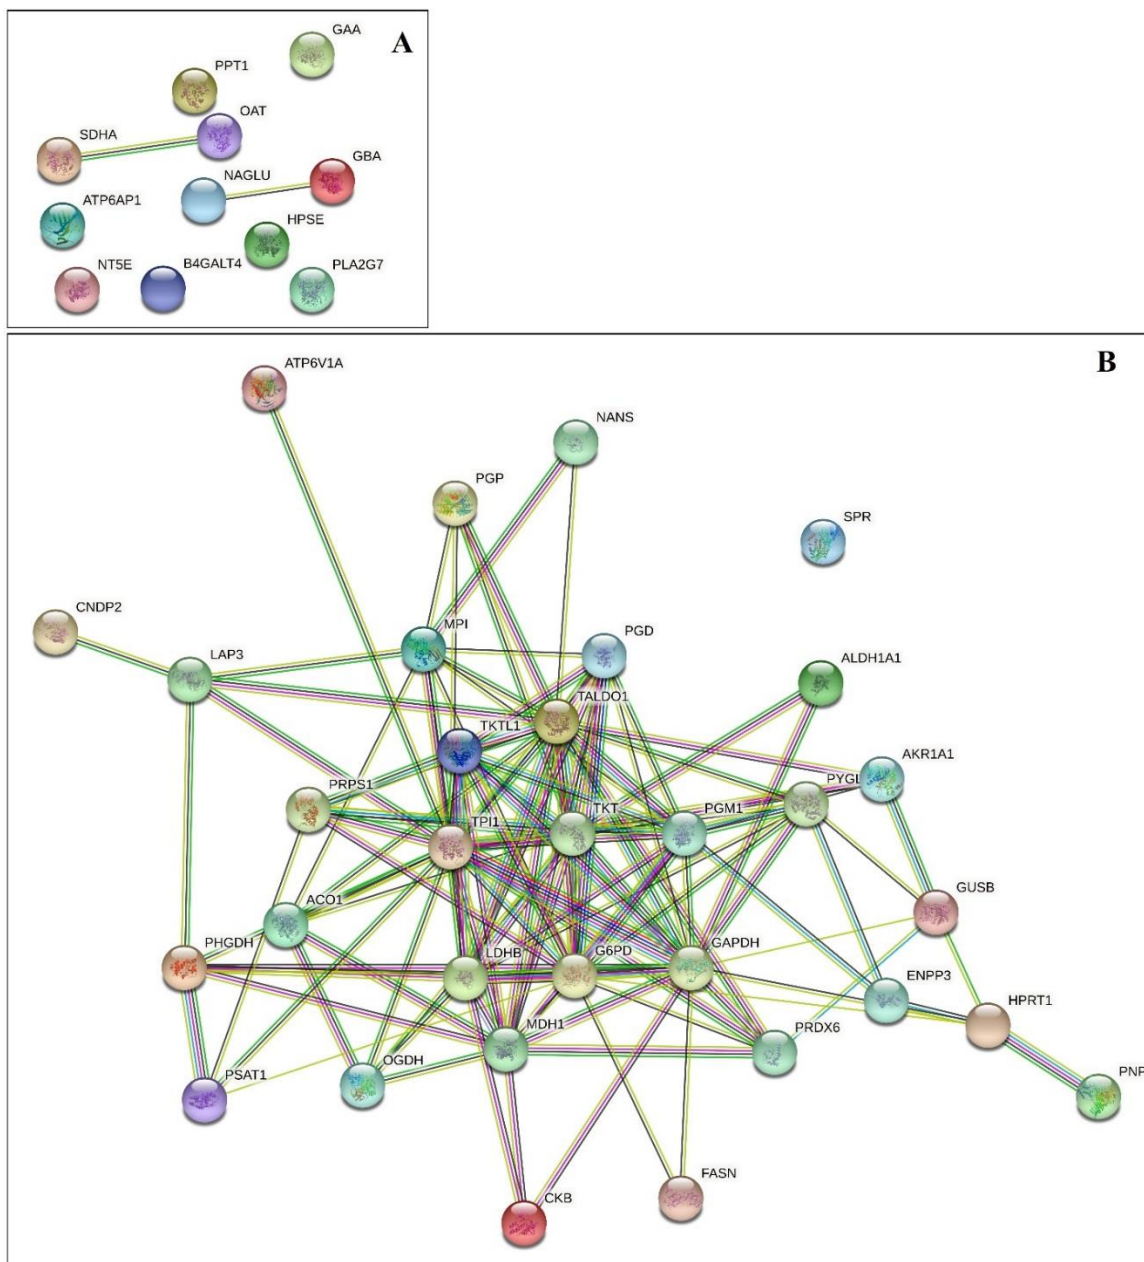 GAA
A
PPT1
OAT
SDHA
GBA
NAGLU
ATP6AP1
HPSE
NT5E
B4GALT4
PLA2G7
B
ATP6V1A
NANS
PGP
SPR
CNDP2
MPI
PGD
LAP3
ALDH1A1
TALDO1
TKTL1
AKR1A1
PYGL
PRPS1
TKT
PGM1
TPI1
GUSB
ACO1
PHGDH
LDHB
G6PD
GAPDH
ENPP3
HPRT1
PRDX6
MDH1
OGDH
PSAT1
PNP
FASN
CKB